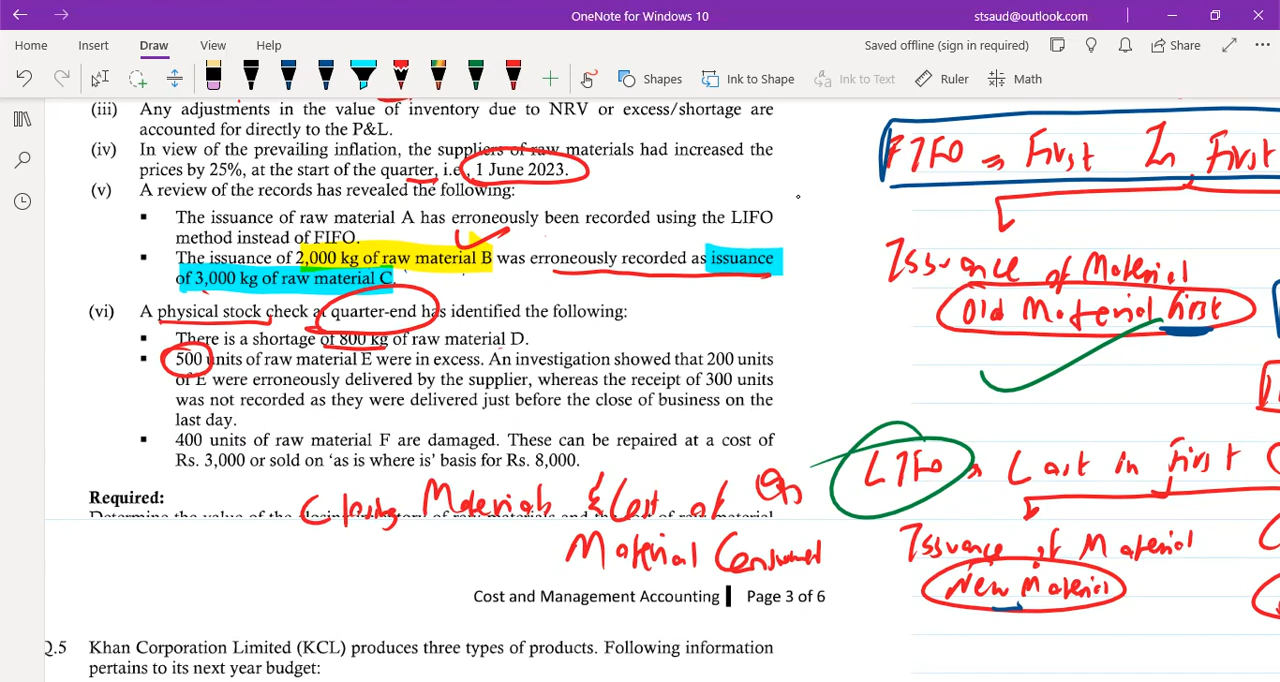 OneNote for Windows 10
stsaud@outlook.com
Home Insert Draw View Help
Saved offline (sign in required)
Share
Shapes
Ink to Shape
Ink to Text
Ruler
Math
(iii) Any adjustments in the value of inventory due to NRV or excess/shortage are
accounted for directly to the P&L.
(iv) In view of the prevailing inflation, the suppliers of raw materials had increased the
prices by 25%, at the start of the quarter, i.e., 1 June 2023.
(v) A review of the records has revealed the following:
▪ The issuance of raw material A has erroneously been recorded using the LIFO
method instead of FIFO.
▪ The issuance of 2,000 kg of raw material B was erroneously recorded as issuance
of 3,000 kg of raw material C.
(vi) A physical stock check at quarter-end has identified the following:
▪ There is a shortage of 800 kg of raw material D.
▪ 500 units of raw material E were in excess. An investigation showed that 200 units
of E were erroneously delivered by the supplier, whereas the receipt of 300 units
was not recorded as they were delivered just before the close of business on the
last day.
▪ 400 units of raw material F are damaged. These can be repaired at a cost of
Rs. 3,000 or sold on 'as is where is' basis for Rs. 8,000.
Required:
Closing Materials & Cost of
Material Consumed
Cost and Management Accounting Page 3 of 6
Q.5 Khan Corporation Limited (KCL) produces three types of products. Following information
pertains to its next year budget:
FIFO = First In First
Issuance of Material
Old Material First
LIFO = Last in First
Issuance of Material
New Material